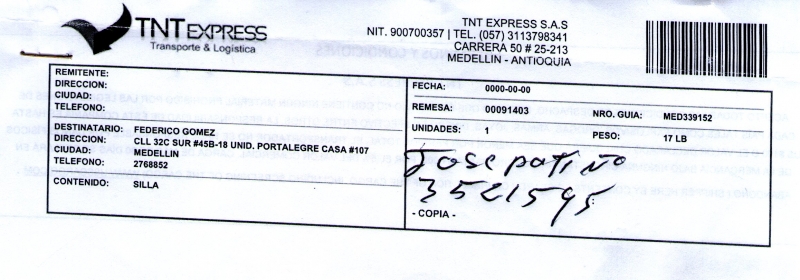 TNT EXPRESS
Transporte & Logistica
TNT EXPRESS S.A.S
NIT. 900700357 | TEL. (057) 3113798341
CARRERA 50 # 25-213
MEDELLIN - ANTIOQUIA
REMITENTE:
DIRECCION:
CIUDAD:
TELEFONO:
DESTINATARIO: FEDERICO GOMEZ
DIRECCION: CLL 32C SUR #45B-18 UNID. PORTALEGRE CASA #107
CIUDAD: MEDELLIN
TELEFONO: 2768852
CONTENIDO: SILLA
FECHA: 0000-00-00
REMESA: 00091403 NRO. GUIA: MED339152
UNIDADES: 1 PESO: 17 LB
Jose patiño
3521595
- COPIA -